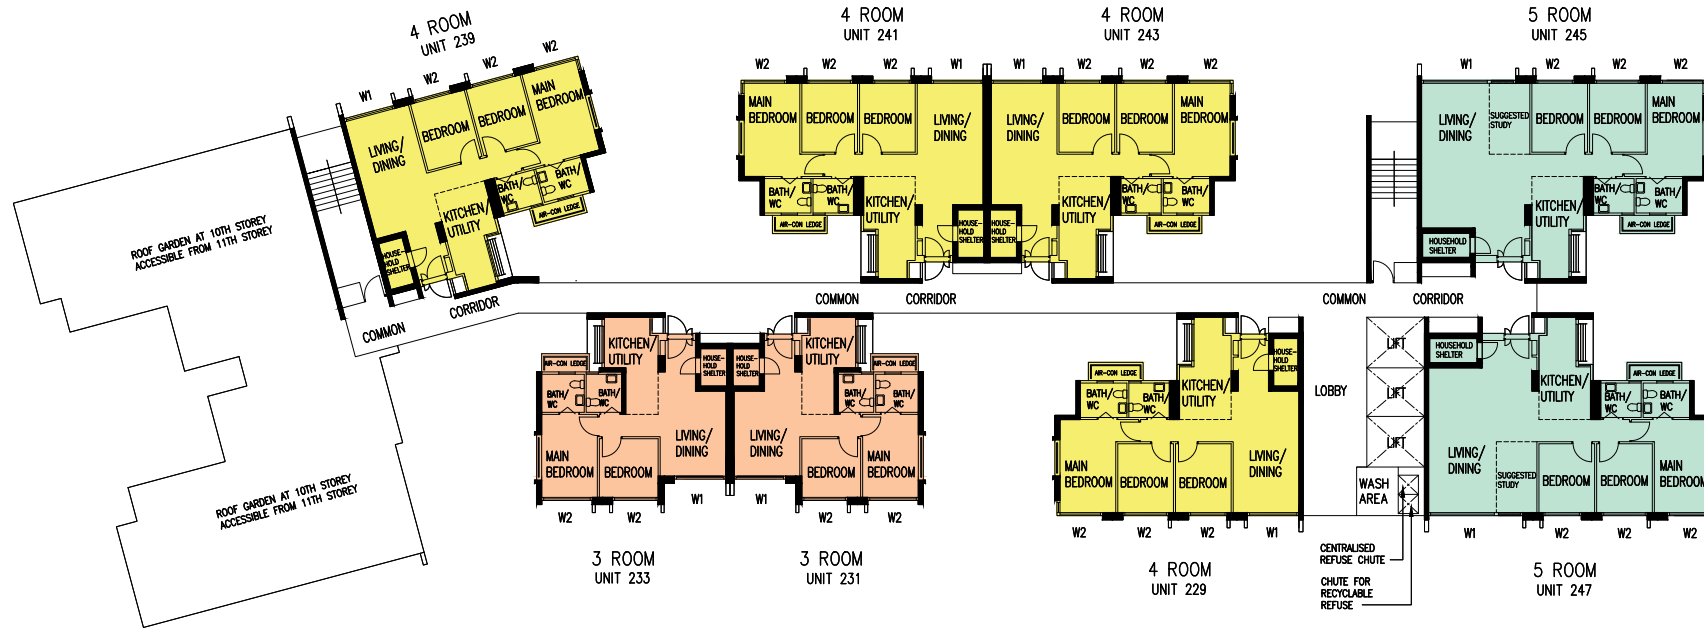 4 ROOM
UNIT 239
W1
W2
W2
W2
LIVING/
DINING
BEDROOM
BEDROOM
MAIN
BEDROOM
BATH/
WC
BATH/
WC
AIR-CON LEDGE
KITCHEN/
UTILITY
HOUSE-
HOLD
SHELTER
ROOF GARDEN AT 10TH STOREY
ACCESSIBLE FROM 11TH STOREY
ROOF GARDEN AT 10TH STOREY
ACCESSIBLE FROM 11TH STOREY
COMMON
CORRIDOR
4 ROOM
UNIT 241
W2
W2
W2
W1
MAIN
BEDROOM
BEDROOM
BEDROOM
LIVING/
DINING
BATH/
WC
BATH/
WC
AIR-CON LEDGE
KITCHEN/
UTILITY
HOUSE-
HOLD
SHELTER
4 ROOM
UNIT 243
W1
W2
W2
W2
LIVING/
DINING
BEDROOM
BEDROOM
MAIN
BEDROOM
BATH/
WC
BATH/
WC
AIR-CON LEDGE
KITCHEN/
UTILITY
HOUSE-
HOLD
SHELTER
5 ROOM
UNIT 245
W1
W2
W2
W2
LIVING/
DINING
SUGGESTED
STUDY
BEDROOM
BEDROOM
MAIN
BEDROOM
BATH/
WC
BATH/
WC
AIR-CON LEDGE
KITCHEN/
UTILITY
HOUSEHOLD
SHELTER
COMMON
CORRIDOR
COMMON
CORRIDOR
KITCHEN/
UTILITY
HOUSE-
HOLD
SHELTER
AIR-CON LEDGE
BATH/
WC
BATH/
WC
LIVING/
DINING
MAIN
BEDROOM
BEDROOM
W2
W2
W1
3 ROOM
UNIT 233
HOUSE-
HOLD
SHELTER
KITCHEN/
UTILITY
AIR-CON LEDGE
BATH/
WC
BATH/
WC
LIVING/
DINING
BEDROOM
MAIN
BEDROOM
W1
W2
W2
3 ROOM
UNIT 231
AIR-CON LEDGE
BATH/
WC
BATH/
WC
KITCHEN/
UTILITY
HOUSE-
HOLD
SHELTER
MAIN
BEDROOM
BEDROOM
BEDROOM
LIVING/
DINING
W2
W2
W2
W1
4 ROOM
UNIT 229
LOBBY
LIFT
LIFT
LIFT
WASH
AREA
CENTRALISED
REFUSE CHUTE
CHUTE FOR
RECYCLABLE
REFUSE
HOUSEHOLD
SHELTER
KITCHEN/
UTILITY
AIR-CON LEDGE
BATH/
WC
BATH/
WC
LIVING/
DINING
SUGGESTED
STUDY
BEDROOM
BEDROOM
MAIN
BEDROOM
W1
W2
W2
W2
5 ROOM
UNIT 247